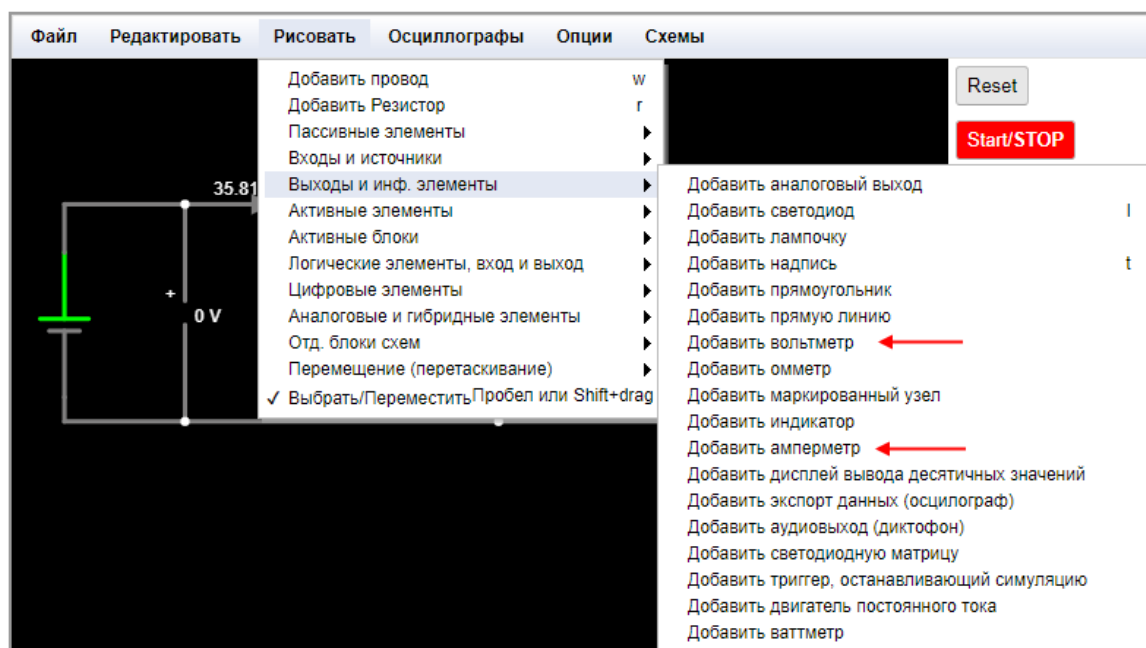 Файл Редактировать Рисовать Осциллографы Опции Схемы
Добавить провод w
Добавить Резистор r
Пассивные элементы
Входы и источники
Выходы и инф. элементы
Активные элементы
Активные блоки
Логические элементы, вход и выход
Цифровые элементы
Аналоговые и гибридные элементы
Отд. блоки схем
Перемещение (перетаскивание)
✓ Выбрать/Переместить Пробел или Shift+drag
Reset
Start/STOP
35.81
+
0 V
Добавить аналоговый выход
Добавить светодиод l
Добавить лампочку
Добавить надпись t
Добавить прямоугольник
Добавить прямую линию
Добавить вольтметр
Добавить омметр
Добавить маркированный узел
Добавить индикатор
Добавить амперметр
Добавить дисплей вывода десятичных значений
Добавить экспорт данных (осцилограф)
Добавить аудиовыход (диктофон)
Добавить светодиодную матрицу
Добавить триггер, останавливающий симуляцию
Добавить двигатель постоянного тока
Добавить ваттметр